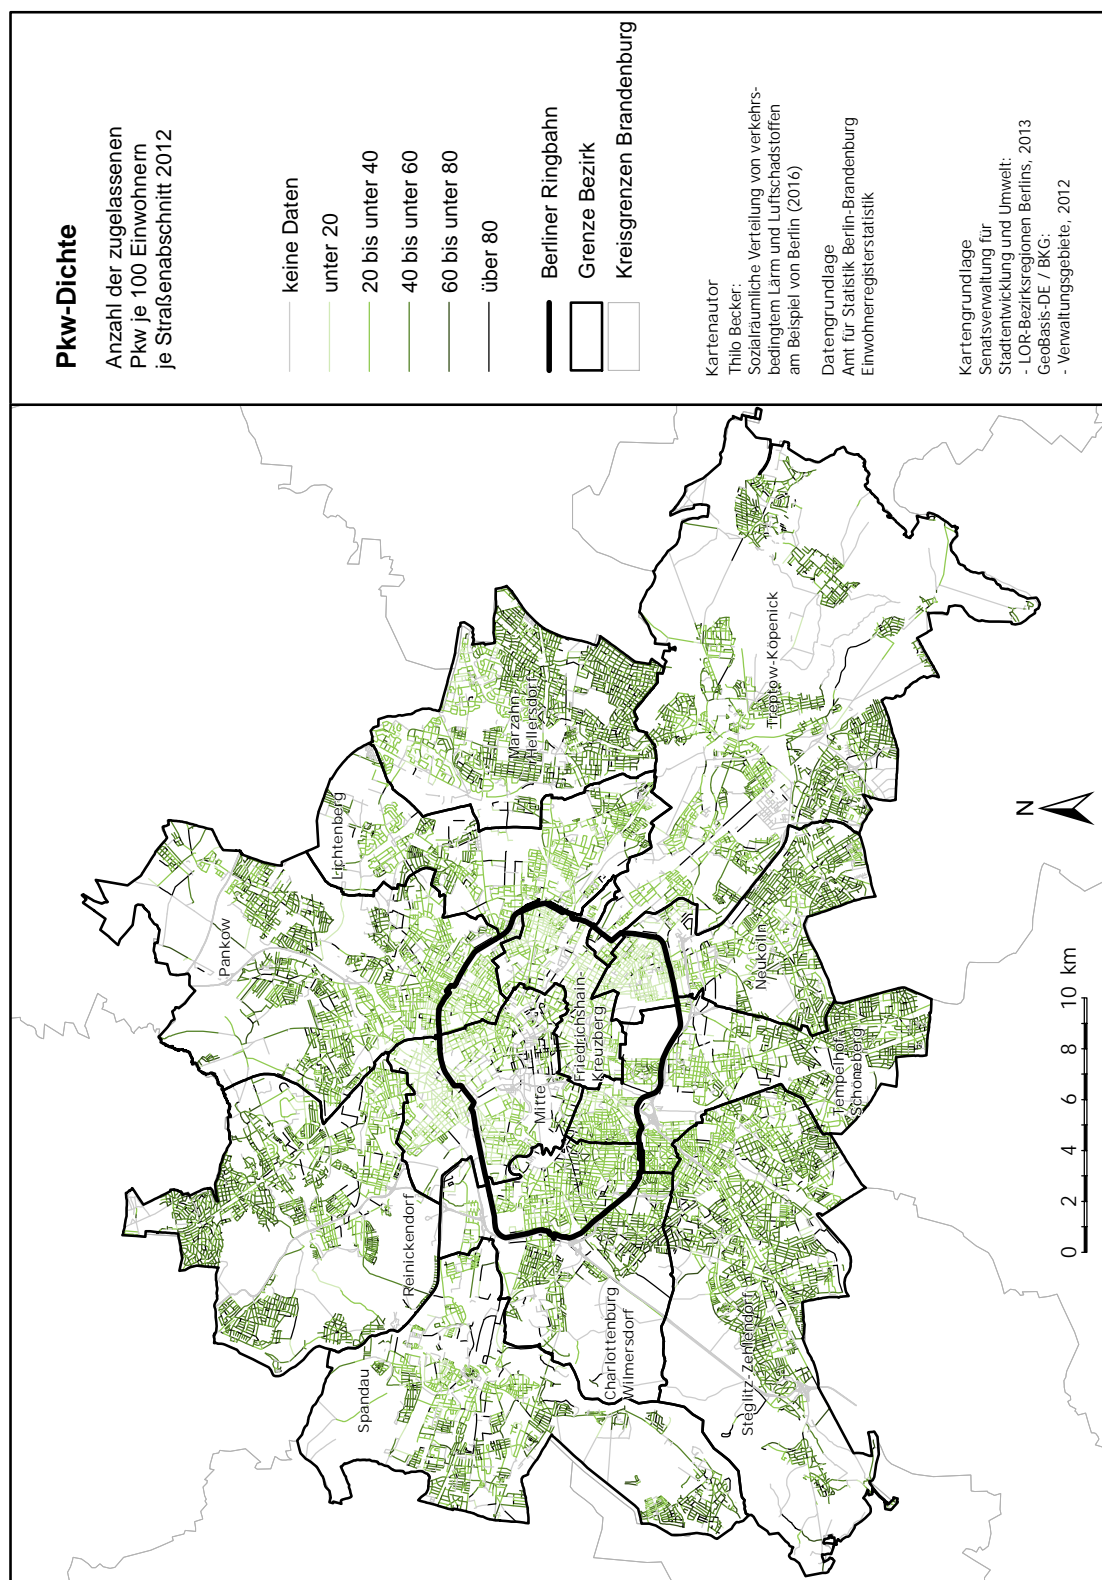 Pkw-Dichte
Anzahl der zugelassenen
Pkw je 100 Einwohnern
je Straßenabschnitt 2012
keine Daten
unter 20
20 bis unter 40
40 bis unter 60
60 bis unter 80
über 80
Berliner Ringbahn
Grenze Bezirk
Kreisgrenzen Brandenburg
Kartenautor
Thilo Becker:
Sozialräumliche Verteilung von verkehrs-
bedingtem Lärm und Luftschadstoffen
am Beispiel von Berlin (2016)
Datengrundlage
Amt für Statistik Berlin-Brandenburg
Einwohnerregisterstatistik
Kartengrundlage
Senatsverwaltung für
Stadtentwicklung und Umwelt:
- LOR-Bezirksregionen Berlins, 2013
GeoBasis-DE / BKG:
- Verwaltungsgebiete, 2012
Pankow
Lichtenberg
Reinickendorf
Spandau
Marzahn-
Hellersdorf
Mitte
Friedrichshain-
Kreuzberg
Charlottenburg
Wilmersdorf
Treptow-Köpenick
Steglitz-Zehlendorf
Neukölln
Tempelhof
Schöneberg
N
0 2 4 6 8 10 km